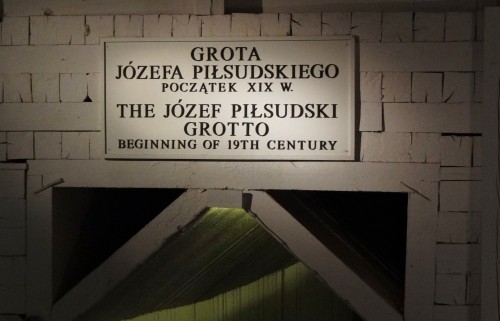 GROTA
JÓZEFA PIŁSUDSKIEGO
POCZĄTEK XIX W.
THE JÓZEF PIŁSUDSKI
GROTTO
BEGINNING OF 19TH CENTURY